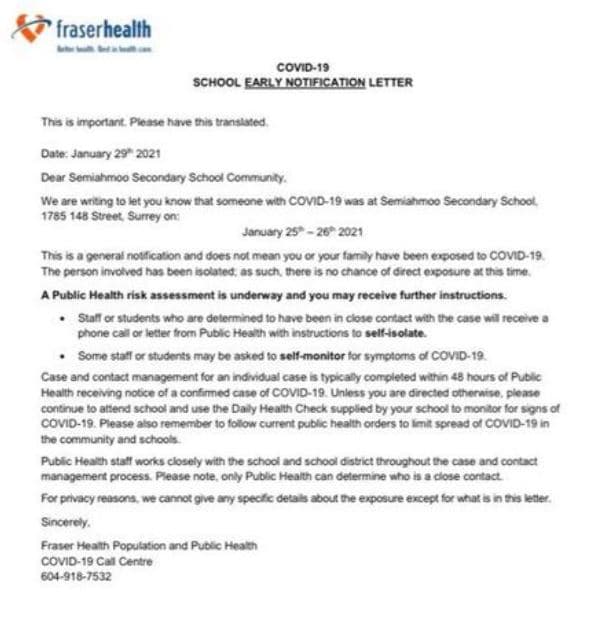 fraserhealth
Better health. Best in health care.
COVID-19
SCHOOL EARLY NOTIFICATION LETTER
This is important. Please have this translated.
Date: January 29th 2021
Dear Semiahmoo Secondary School Community,
We are writing to let you know that someone with COVID-19 was at Semiahmoo Secondary School,
1785 148 Street, Surrey on:
January 25th – 26th 2021
This is a general notification and does not mean you or your family have been exposed to COVID-19.
The person involved has been isolated; as such, there is no chance of direct exposure at this time.
A Public Health risk assessment is underway and you may receive further instructions.
• Staff or students who are determined to have been in close contact with the case will receive a
phone call or letter from Public Health with instructions to self-isolate.
• Some staff or students may be asked to self-monitor for symptoms of COVID-19.
Case and contact management for an individual case is typically completed within 48 hours of Public
Health receiving notice of a confirmed case of COVID-19. Unless you are directed otherwise, please
continue to attend school and use the Daily Health Check supplied by your school to monitor for signs of
COVID-19. Please also remember to follow current public health orders to limit spread of COVID-19 in
the community and schools.
Public Health staff works closely with the school and school district throughout the case and contact
management process. Please note, only Public Health can determine who is a close contact.
For privacy reasons, we cannot give any specific details about the exposure except for what is in this letter.
Sincerely,
Fraser Health Population and Public Health
COVID-19 Call Centre
604-918-7532